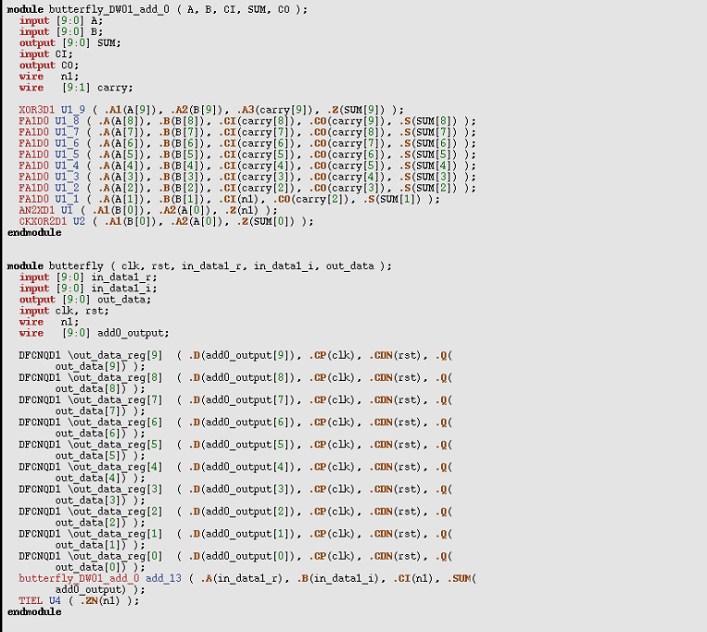 module butterfly_DW01_add_0 ( A, B, CI, SUM, CO );
input [9:0] A;
input [9:0] B;
output [9:0] SUM;
input CI;
output CO;
wire n1;
wire [9:1] carry;
XOR3D1 U1_9 ( .A1(A[9]), .A2(B[9]), .A3(carry[9]), .Z(SUM[9]) );
FA1D0 U1_8 ( .A(A[8]), .B(B[8]), .CI(carry[8]), .CO(carry[9]), .S(SUM[8]) );
FA1D0 U1_7 ( .A(A[7]), .B(B[7]), .CI(carry[7]), .CO(carry[8]), .S(SUM[7]) );
FA1D0 U1_6 ( .A(A[6]), .B(B[6]), .CI(carry[6]), .CO(carry[7]), .S(SUM[6]) );
FA1D0 U1_5 ( .A(A[5]), .B(B[5]), .CI(carry[5]), .CO(carry[6]), .S(SUM[5]) );
FA1D0 U1_4 ( .A(A[4]), .B(B[4]), .CI(carry[4]), .CO(carry[5]), .S(SUM[4]) );
FA1D0 U1_3 ( .A(A[3]), .B(B[3]), .CI(carry[3]), .CO(carry[4]), .S(SUM[3]) );
FA1D0 U1_2 ( .A(A[2]), .B(B[2]), .CI(carry[2]), .CO(carry[3]), .S(SUM[2]) );
FA1D0 U1_1 ( .A(A[1]), .B(B[1]), .CI(n1), .CO(carry[2]), .S(SUM[1]) );
AN2XD1 U1 ( .A1(B[0]), .A2(A[0]), .Z(n1) );
CKXOR2D1 U2 ( .A1(B[0]), .A2(A[0]), .Z(SUM[0]) );
endmodule
module butterfly ( clk, rst, in_data1_r, in_data1_i, out_data );
input [9:0] in_data1_r;
input [9:0] in_data1_i;
output [9:0] out_data;
input clk, rst;
wire n1;
wire [9:0] add0_output;
DFCNQD1 \out_data_reg[9] ( .D(add0_output[9]), .CP(clk), .CDN(rst), .Q(
out_data[9]) );
DFCNQD1 \out_data_reg[8] ( .D(add0_output[8]), .CP(clk), .CDN(rst), .Q(
out_data[8]) );
DFCNQD1 \out_data_reg[7] ( .D(add0_output[7]), .CP(clk), .CDN(rst), .Q(
out_data[7]) );
DFCNQD1 \out_data_reg[6] ( .D(add0_output[6]), .CP(clk), .CDN(rst), .Q(
out_data[6]) );
DFCNQD1 \out_data_reg[5] ( .D(add0_output[5]), .CP(clk), .CDN(rst), .Q(
out_data[5]) );
DFCNQD1 \out_data_reg[4] ( .D(add0_output[4]), .CP(clk), .CDN(rst), .Q(
out_data[4]) );
DFCNQD1 \out_data_reg[3] ( .D(add0_output[3]), .CP(clk), .CDN(rst), .Q(
out_data[3]) );
DFCNQD1 \out_data_reg[2] ( .D(add0_output[2]), .CP(clk), .CDN(rst), .Q(
out_data[2]) );
DFCNQD1 \out_data_reg[1] ( .D(add0_output[1]), .CP(clk), .CDN(rst), .Q(
out_data[1]) );
DFCNQD1 \out_data_reg[0] ( .D(add0_output[0]), .CP(clk), .CDN(rst), .Q(
out_data[0]) );
butterfly_DW01_add_0 add_13 ( .A(in_data1_r), .B(in_data1_i), .CI(n1), .SUM(
add0_output) );
TIEL U4 ( .ZN(n1) );
endmodule